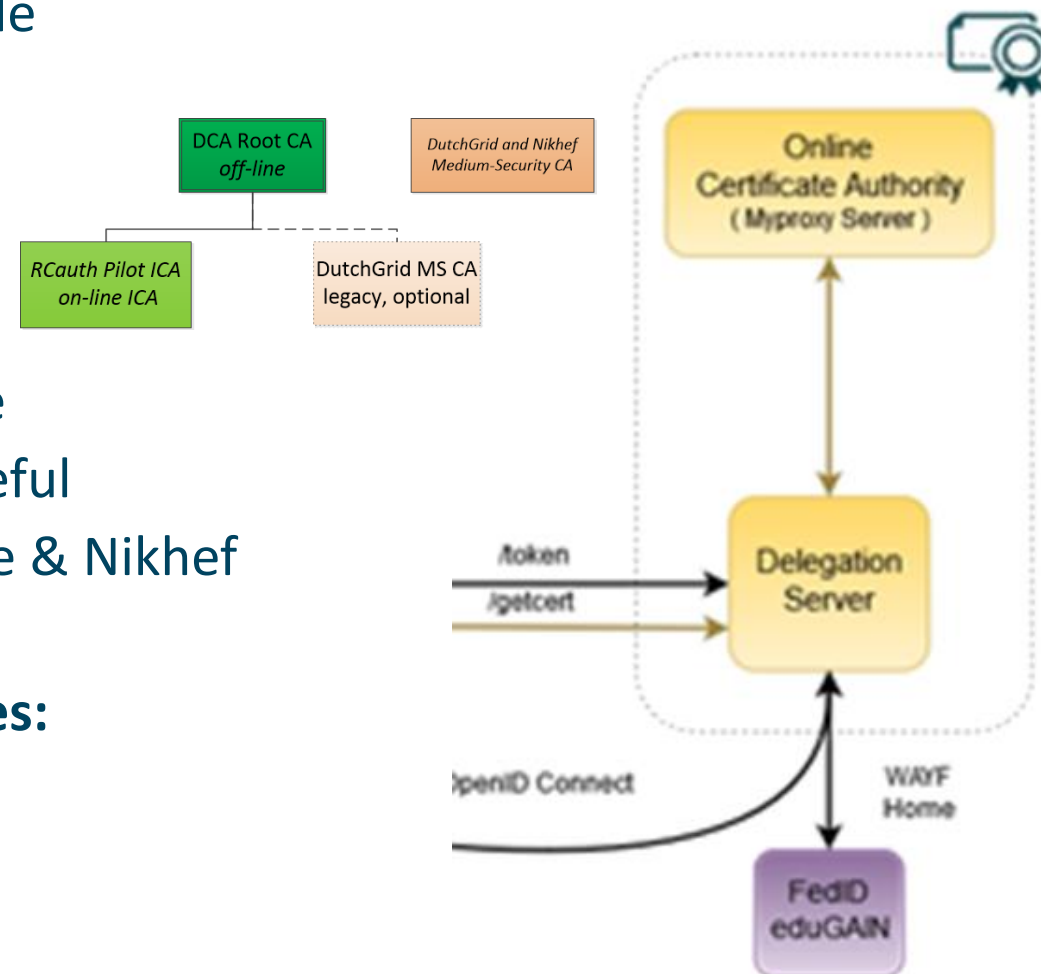 le
DCA Root CA
off-line
DutchGrid and Nikhef
Medium-Security CA
RCauth Pilot ICA
on-line ICA
DutchGrid MS CA
legacy, optional
Online
Certificate Authority
( Myproxy Server )
e
eful
e & Nikhef
/token
/getcert
Delegation
Server
es:
OpenID Connect
WAYF
Home
FedID
eduGAIN